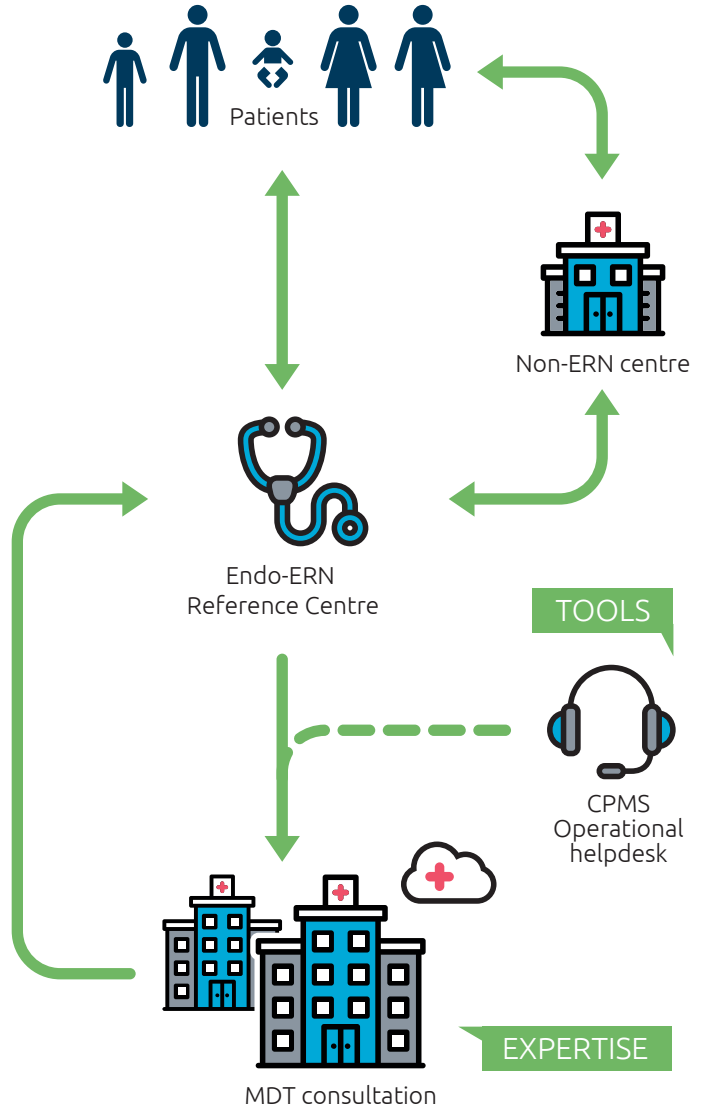 Patients
Non-ERN centre
Endo-ERN
Reference Centre
TOOLS
CPMS
Operational
helpdesk
EXPERTISE
MDT consultation